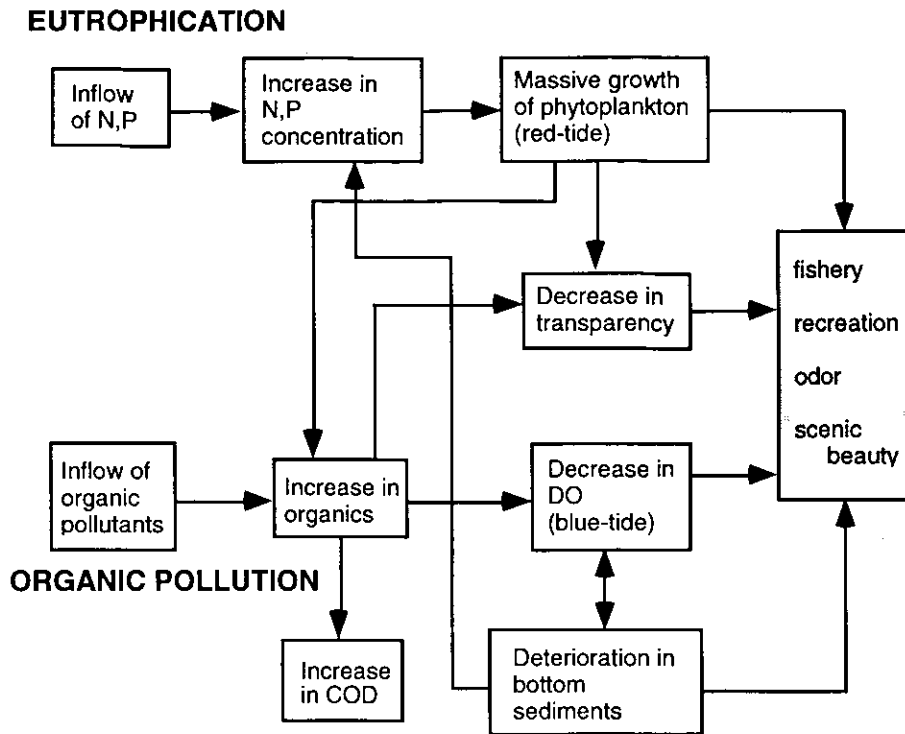 EUTROPHICATION
Inflow
of N,P
Increase in
N,P
concentration
Massive growth
of phytoplankton
(red-tide)
Decrease in
transparency
fishery
recreation
odor
scenic
beauty
Inflow of
organic
pollutants
Increase in
organics
Decrease in
DO
(blue-tide)
ORGANIC POLLUTION
Increase
in COD
Deterioration in
bottom
sediments